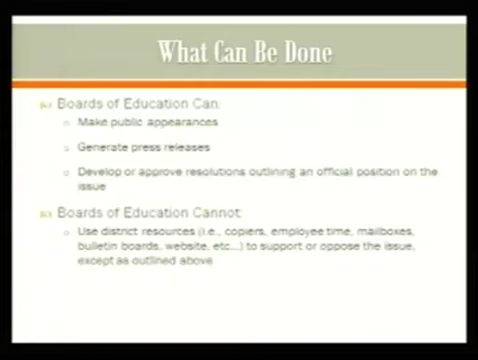 What Can Be Done
Boards of Education Can:
Make public appearances
Generate press releases
Develop or approve resolutions outlining an official position on the
issue
Boards of Education Cannot:
Use district resources (i.e., copiers, employee time, mailboxes,
bulletin boards, website, etc...) to support or oppose the issue,
except as outlined above